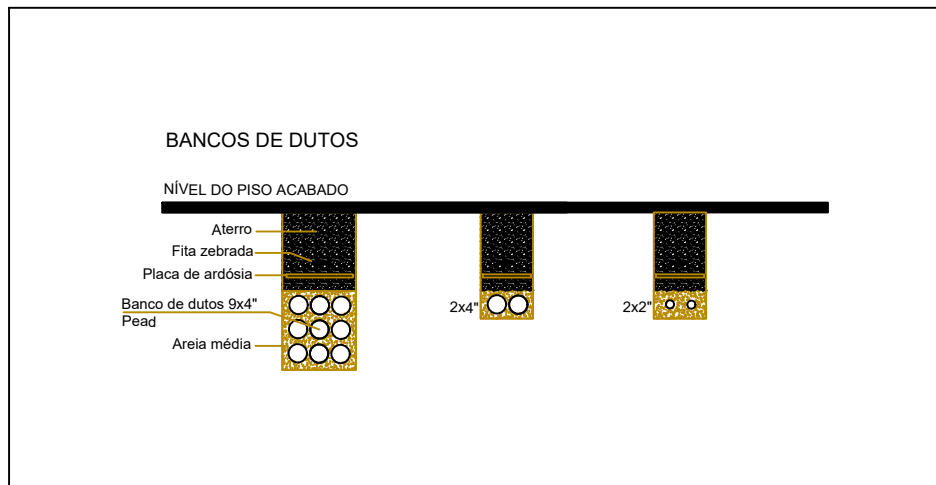 BANCOS DE DUTOS
NÍVEL DO PISO ACABADO
Aterro
Fita zebrada
Placa de ardósia
Banco de dutos 9x4"
Pead
Areia média
2x4"
2x2"